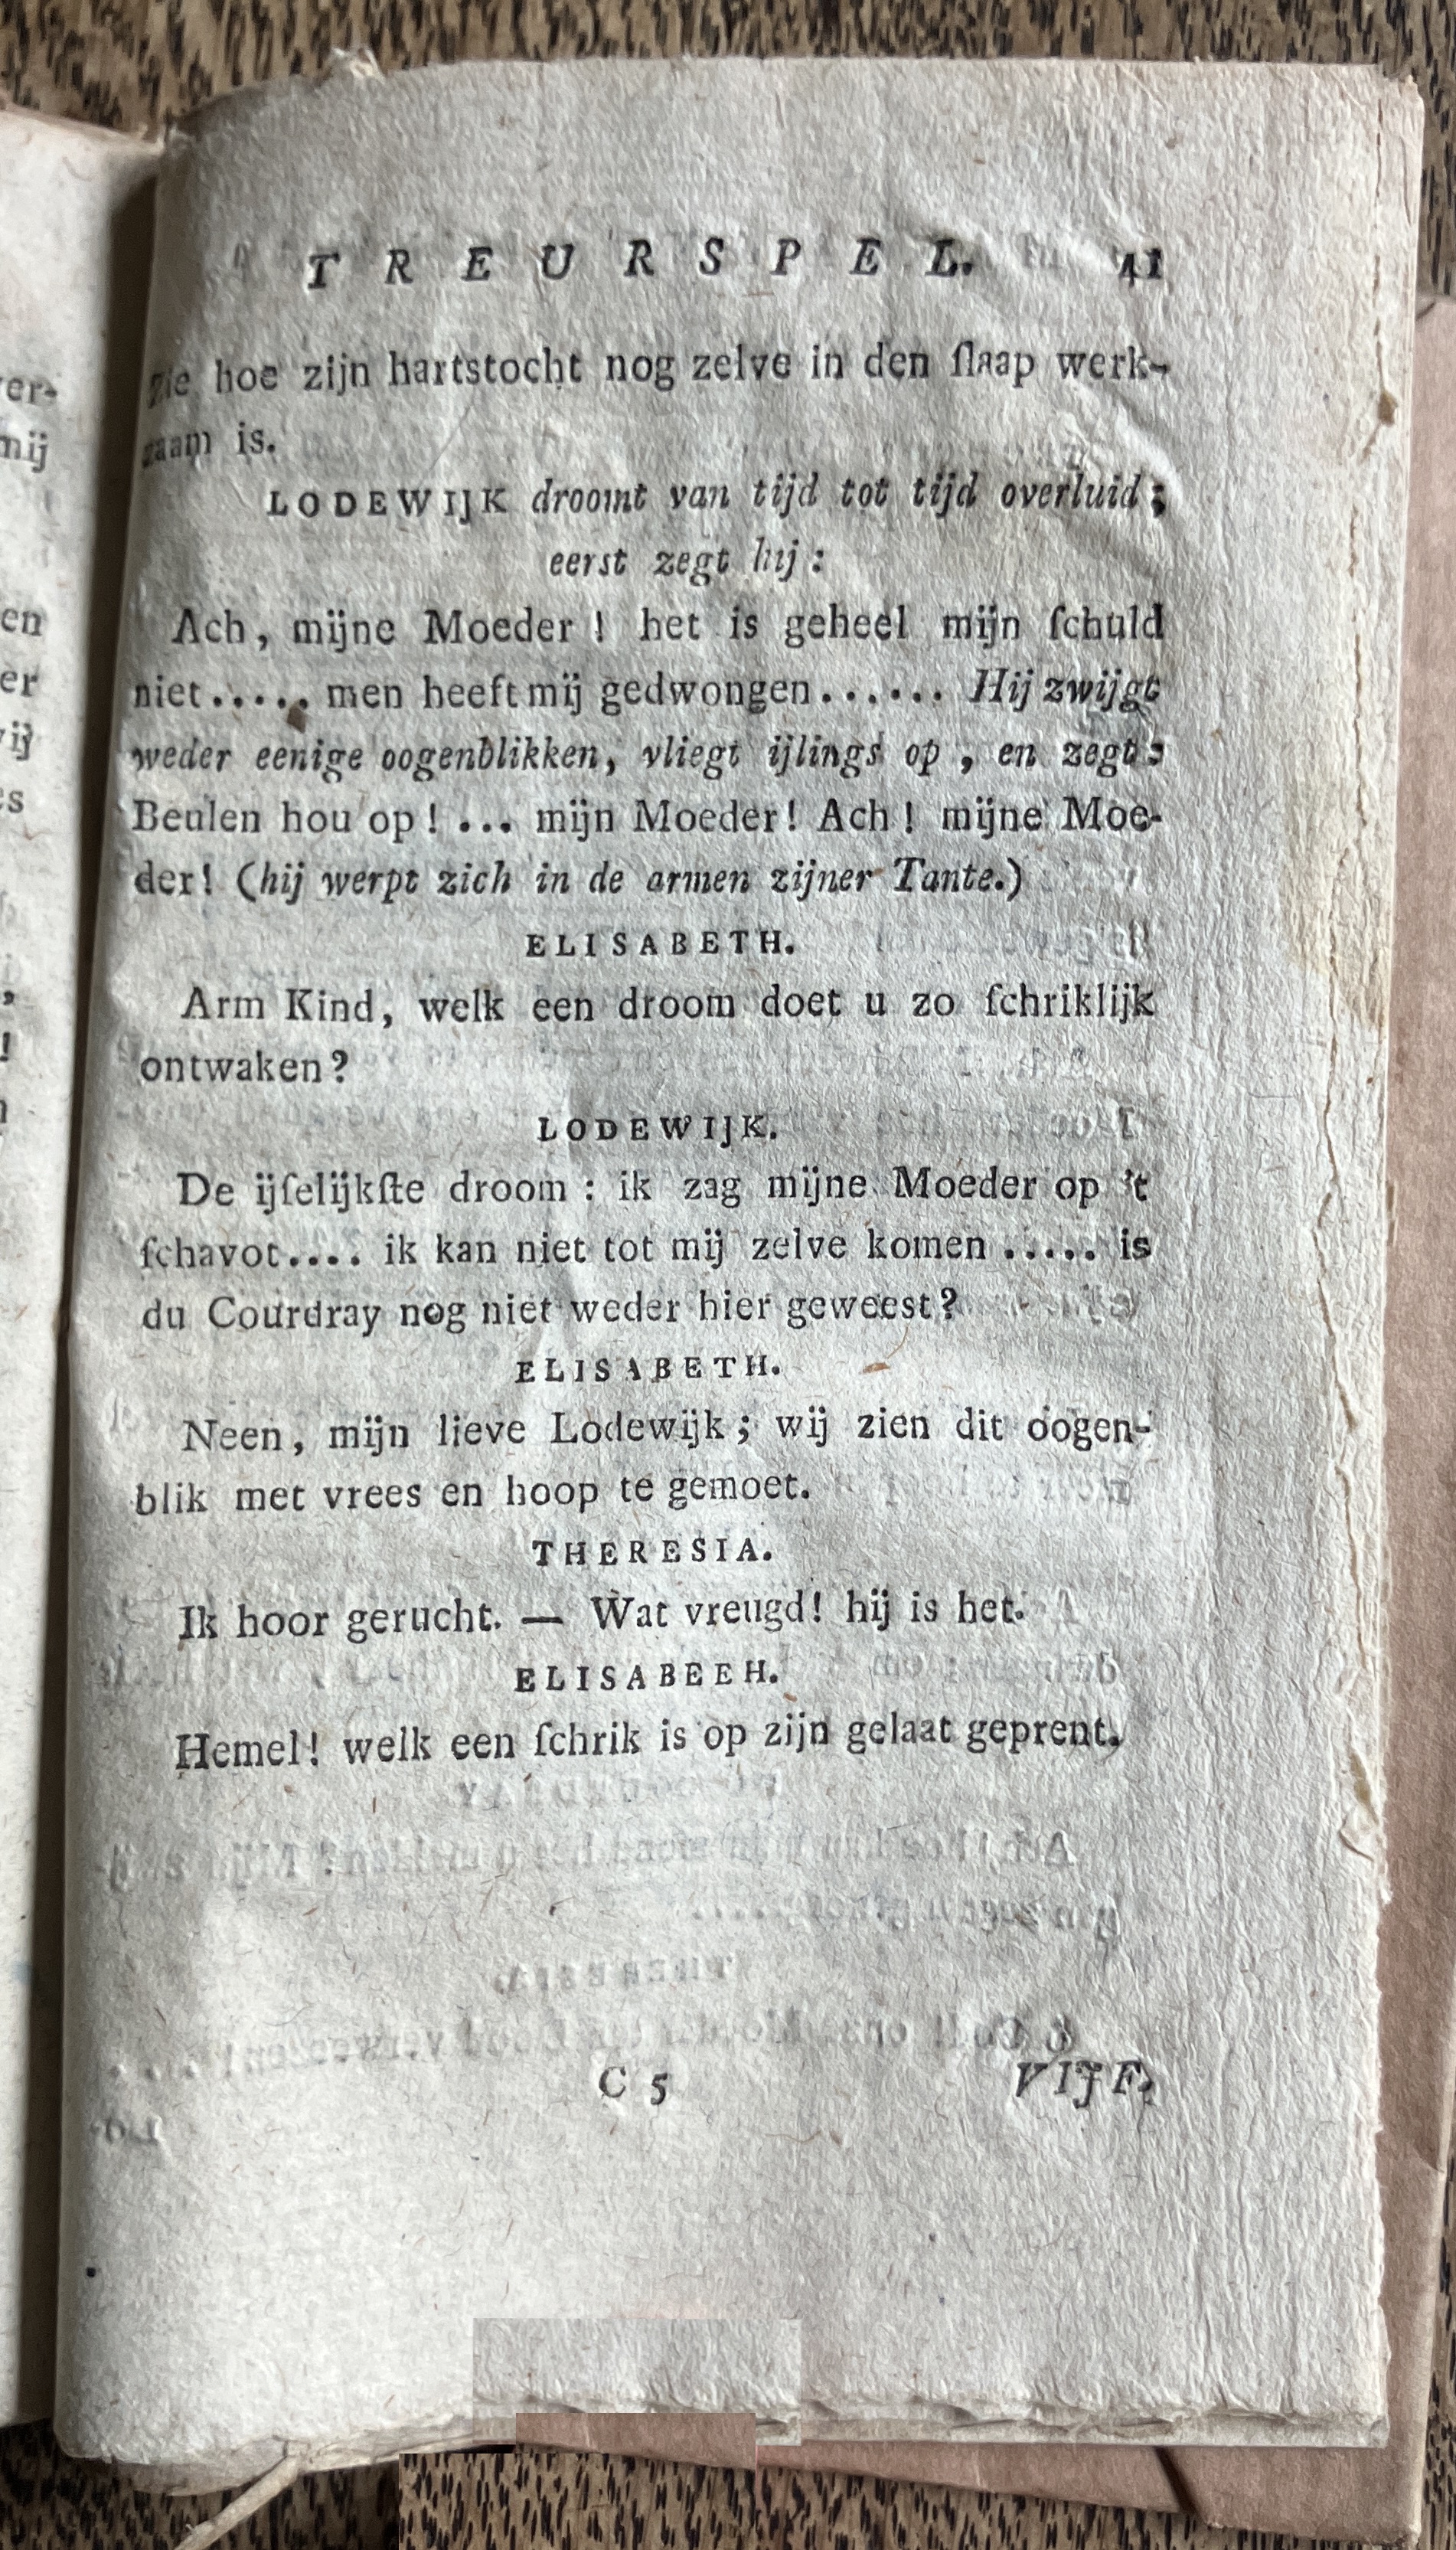 TREURSPEL. 41
Zie hoe zijn hartstocht nog zelve in den ſlaap werk-
zaam is.
LODEWIJK droomt van tijd tot tijd overluid;
eerst zegt hij:
Ach, mijne Moeder! het is geheel mijn ſchuld
niet..... men heeft mij gedwongen...... Hij zwijgt
weder eenige oogenblikken, vliegt ijlings op, en zegt:
Beulen hou op! ... mijn Moeder! Ach! mijne Moe-
der! (hij werpt zich in de armen zijner Tante.)
ELISABETH.
Arm Kind, welk een droom doet u zo ſchriklijk
ontwaken?
LODEWIJK.
De ijſelijkſte droom: ik zag mijne Moeder op 't
ſchavot.... ik kan niet tot mij zelve komen ..... is
du Courdray nog niet weder hier geweest?
ELISABETH.
Neen, mijn lieve Lodewijk; wij zien dit oogen-
blik met vrees en hoop te gemoet.
THERESIA.
Ik hoor gerucht. — Wat vreugd! hij is het.
ELISABEEH.
Hemel! welk een ſchrik is op zijn gelaat geprent.
C 5 VIJF-